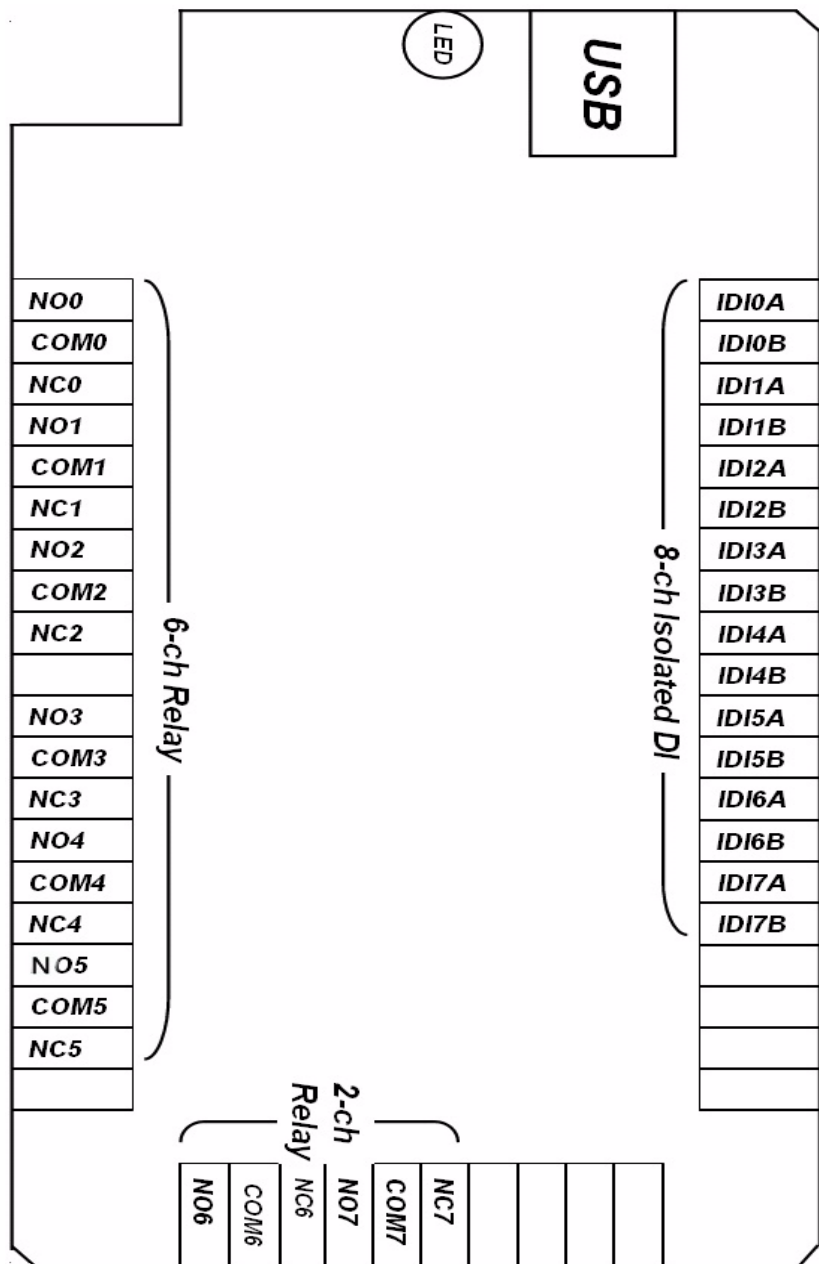 LED
USB
NO0
COM0
NC0
NO1
COM1
NC1
NO2
COM2
NC2
NO3
COM3
NC3
NO4
COM4
NC4
NO5
COM5
NC5
6-ch Relay
8-ch Isolated DI
IDI0A
IDI0B
IDI1A
IDI1B
IDI2A
IDI2B
IDI3A
IDI3B
IDI4A
IDI4B
IDI5A
IDI5B
IDI6A
IDI6B
IDI7A
IDI7B
2-ch
Relay
NO6
COM6
NC6
NO7
COM7
NC7